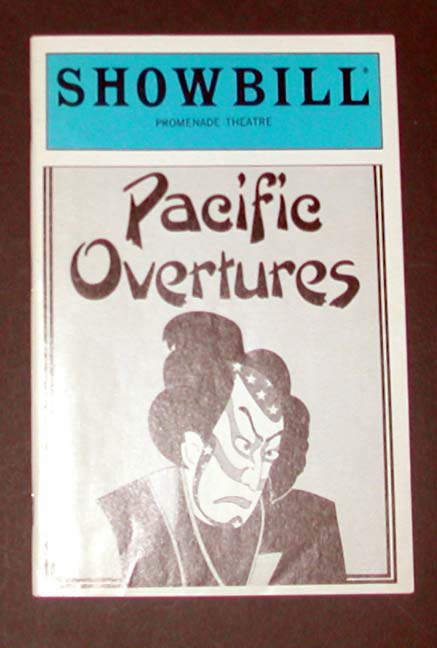 SHOWBILL®
PROMENADE THEATRE
Pacific
Overtures